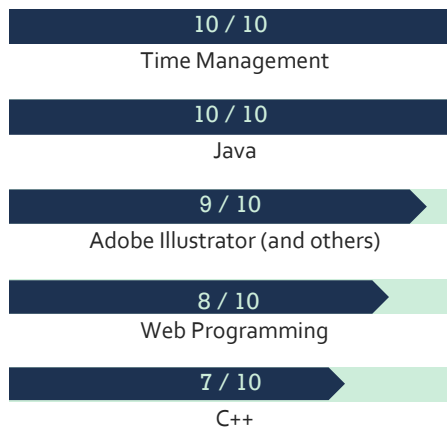 10 / 10
Time Management
10 / 10
Java
9 / 10
Adobe Illustrator (and others)
8 / 10
Web Programming
7 / 10
C++